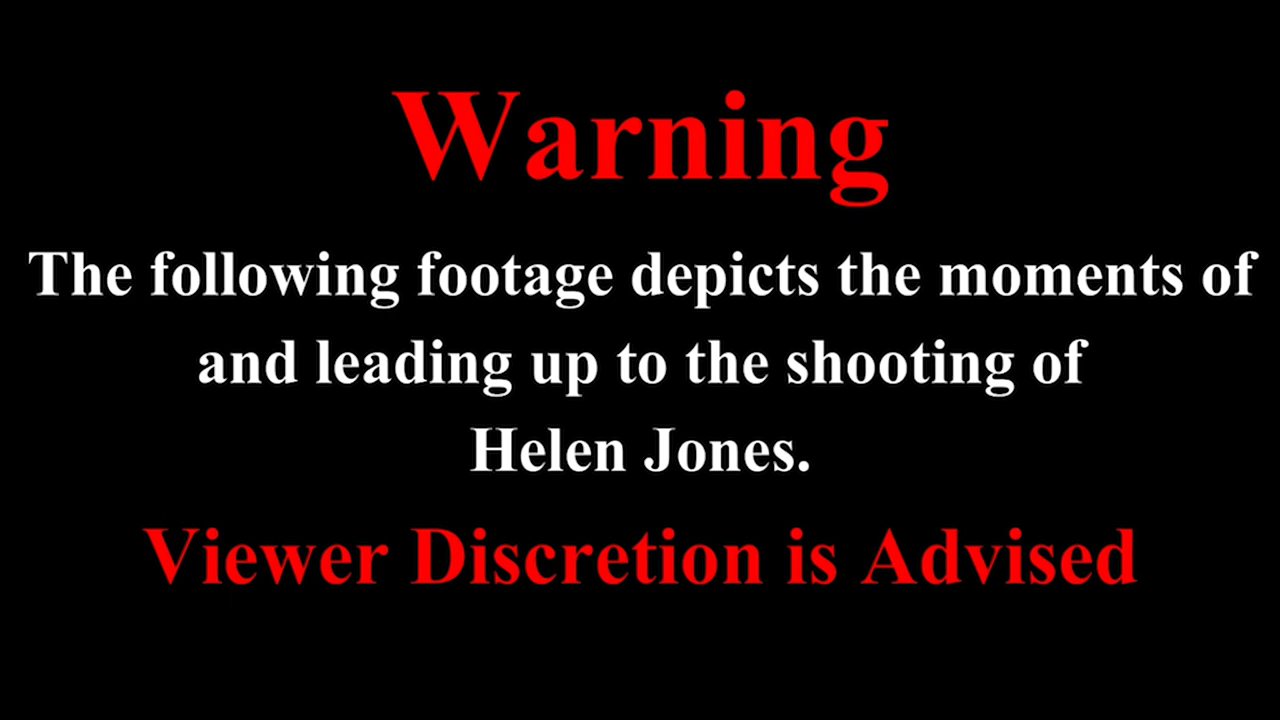 Warning
The following footage depicts the moments of
and leading up to the shooting of
Helen Jones.
Viewer Discretion is Advised